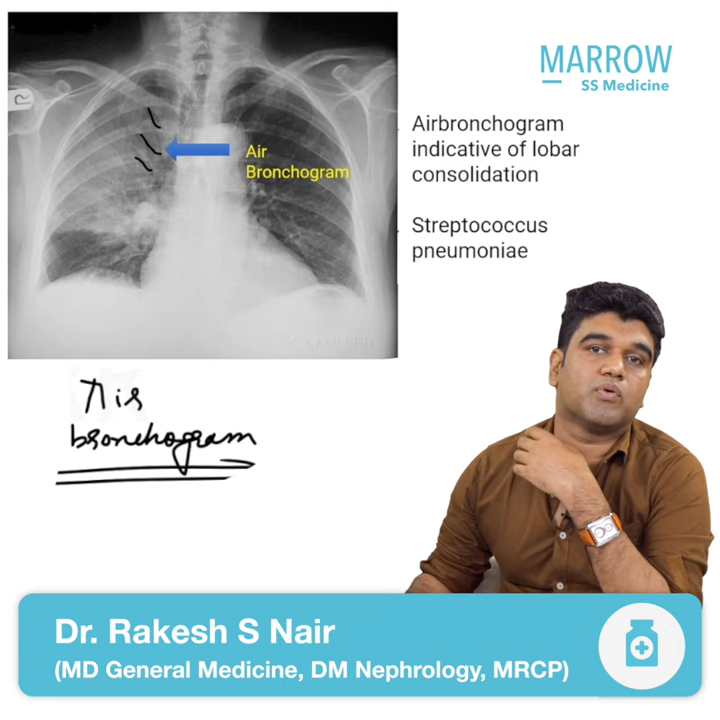 MARROW
SS Medicine
Air
Bronchogram
Airbronchogram
indicative of lobar
consolidation
Streptococcus
pneumoniae
Air
bronchogram
Dr. Rakesh S Nair
(MD General Medicine, DM Nephrology, MRCP)